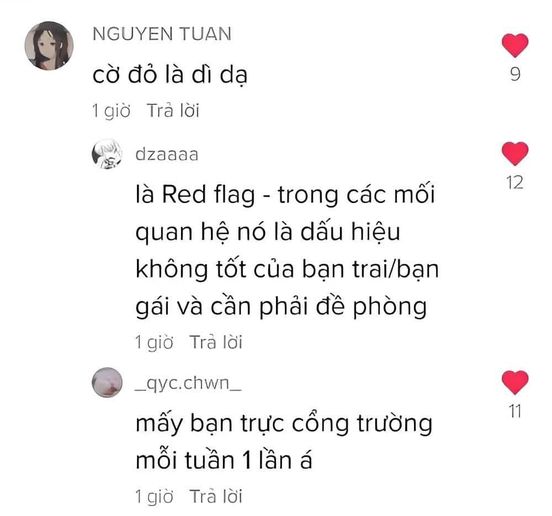 NGUYEN TUAN
cờ đỏ là dì dạ
9
1 giờ Trả lời
dzaaaa
12
là Red flag - trong các mối
quan hệ nó là dấu hiệu
không tốt của bạn trai/bạn
gái và cần phải đề phòng
1 giờ Trả lời
_qyc.chwn_
11
mấy bạn trực cổng trường
mỗi tuần 1 lần á
1 giờ Trả lời